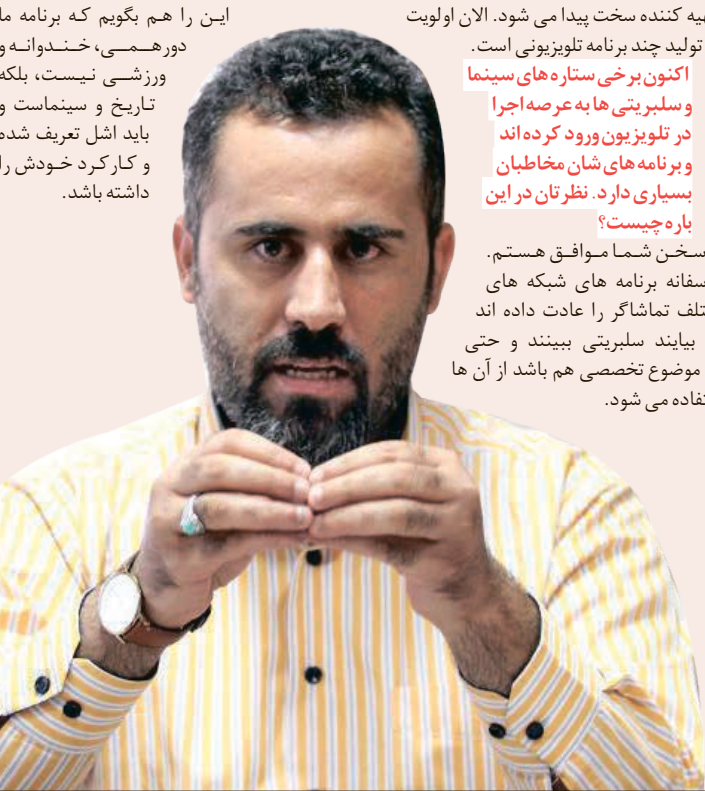 هیه کننده سخت پیدا می شود. الان اولویت
تولید چند برنامه تلویزیونی است.
اکنون برخی ستاره های سینما
و سلبریتی ها به عرصه اجرا
در تلویزیون ورود کرده اند
و برنامه های شان مخاطبان
بسیاری دارد. نظرتان در این
باره چیست؟
سخن شما موافق هستم.
سفانه برنامه های شبکه های
تلف تماشاگر را عادت داده اند
بیایند سلبریتی ببینند و حتی
موضوع تخصصی هم باشد از آن ها
تفاده می شود.
این را هم بگویم که برنامه ما
دورهمی، خندوانه و
ورزشی نیست، بلکه
تاریخ و سینماست و
باید اشل تعریف شده
و کارکرد خودش را
داشته باشد.